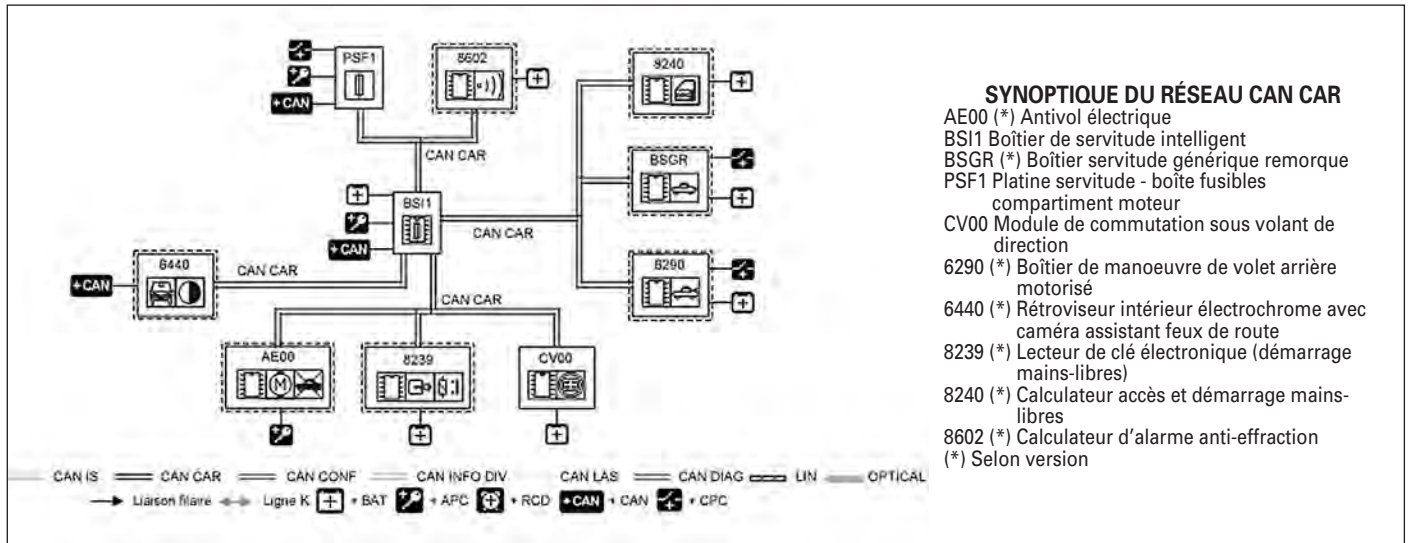 PSF1
8602
+CAN
CAN CAR
9240
BSGR
6290
BSI1
+CAN
CAN CAR
6440
+CAN
CAN CAR
CAN CAR
AE00
M
8239
CV00
CAN IS
CAN CAR
CAN CONF
CAN INFO DIV
CAN LAS
CAN DIAG
LIN
OPTICAL
Liaison filaire
Ligne K
+ BAT
+ APC
+ RCD
+CAN
+ CAN
+ CPC
SYNOPTIQUE DU RÉSEAU CAN CAR
AE00 (*) Antivol électrique
BSI1 Boîtier de servitude intelligent
BSGR (*) Boîtier servitude générique remorque
PSF1 Platine servitude - boîte fusibles
compartiment moteur
CV00 Module de commutation sous volant de
direction
6290 (*) Boîtier de manoeuvre de volet arrière
motorisé
6440 (*) Rétroviseur intérieur électrochrome avec
caméra assistant feux de route
8239 (*) Lecteur de clé électronique (démarrage
mains-libres)
8240 (*) Calculateur accès et démarrage mains-
libres
8602 (*) Calculateur d'alarme anti-effraction
(*) Selon version